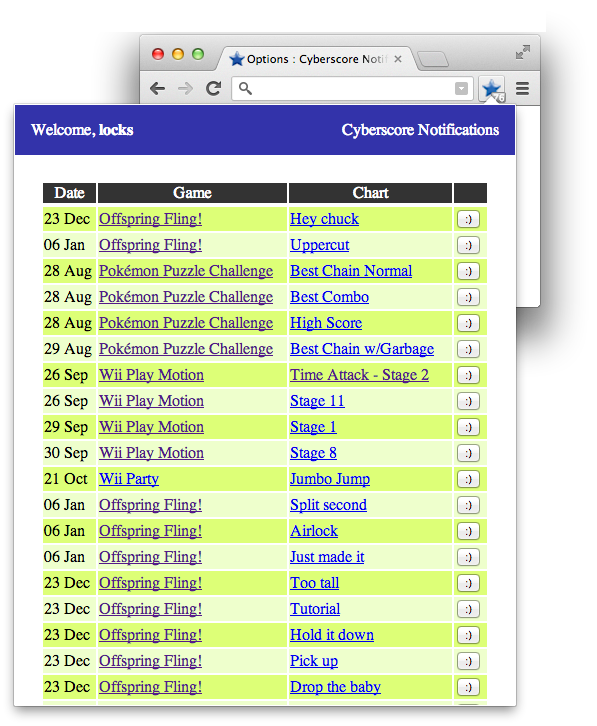 Options : Cyberscore Notif
6
Welcome, locks Cyberscore Notifications
Date Game Chart
23 Dec Offspring Fling! Hey chuck :)
06 Jan Offspring Fling! Uppercut :)
28 Aug Pokémon Puzzle Challenge Best Chain Normal :)
28 Aug Pokémon Puzzle Challenge Best Combo :)
28 Aug Pokémon Puzzle Challenge High Score :)
29 Aug Pokémon Puzzle Challenge Best Chain w/Garbage :)
26 Sep Wii Play Motion Time Attack - Stage 2 :)
26 Sep Wii Play Motion Stage 11 :)
29 Sep Wii Play Motion Stage 1 :)
30 Sep Wii Play Motion Stage 8 :)
21 Oct Wii Party Jumbo Jump :)
06 Jan Offspring Fling! Split second :)
06 Jan Offspring Fling! Airlock :)
06 Jan Offspring Fling! Just made it :)
23 Dec Offspring Fling! Too tall :)
23 Dec Offspring Fling! Tutorial :)
23 Dec Offspring Fling! Hold it down :)
23 Dec Offspring Fling! Pick up :)
23 Dec Offspring Fling! Drop the baby :)